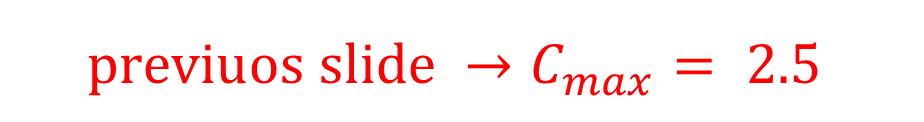 previuos slide → C_max = 2.5